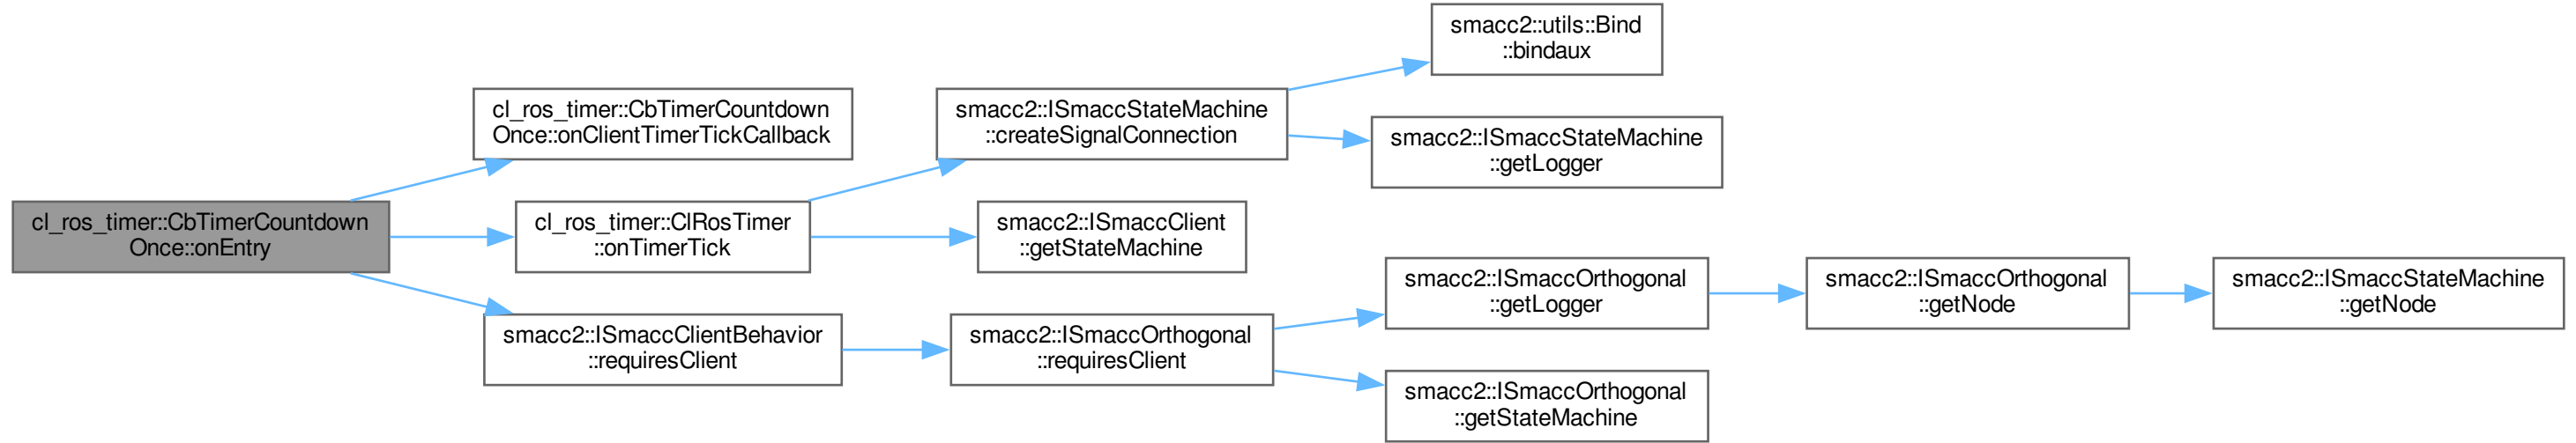 smacc2::utils::Bind
::bindaux
cl_ros_timer::CbTimerCountdown
Once::onClientTimerTickCallback
smacc2::ISmaccStateMachine
::createSignalConnection
smacc2::ISmaccStateMachine
::getLogger
cl_ros_timer::CbTimerCountdown
Once::onEntry
cl_ros_timer::ClRosTimer
::onTimerTick
smacc2::ISmaccClient
::getStateMachine
smacc2::ISmaccOrthogonal
::getLogger
smacc2::ISmaccOrthogonal
::getNode
smacc2::ISmaccStateMachine
::getNode
smacc2::ISmaccClientBehavior
::requiresClient
smacc2::ISmaccOrthogonal
::requiresClient
smacc2::ISmaccOrthogonal
::getStateMachine